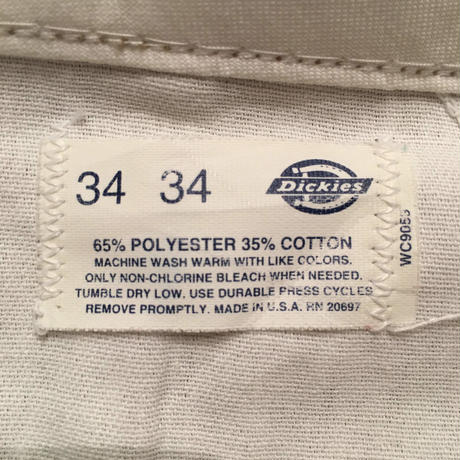 34 34 Dickies
65% POLYESTER 35% COTTON
MACHINE WASH WARM WITH LIKE COLORS.
ONLY NON-CHLORINE BLEACH WHEN NEEDED.
TUMBLE DRY LOW. USE DURABLE PRESS CYCLES
REMOVE PROMPTLY. MADE IN U.S.A. RN 20697